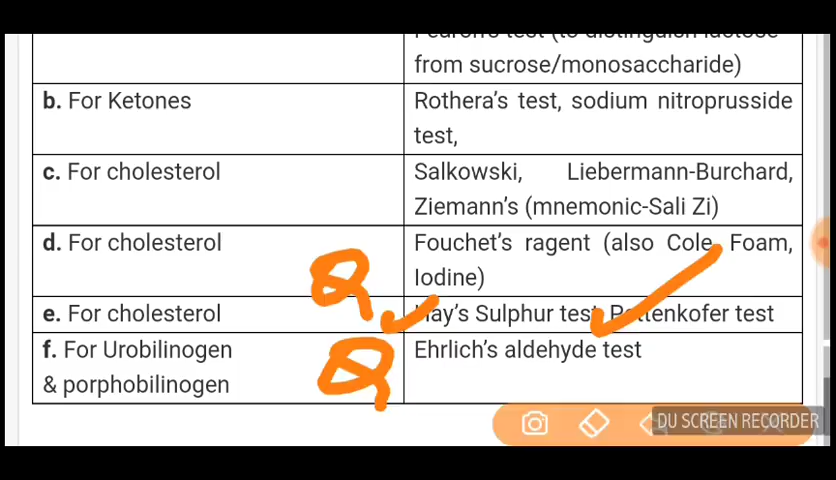 from sucrose/monosaccharide)
b. For Ketones
Rothera's test, sodium nitroprusside
test,
c. For cholesterol
Salkowski, Liebermann-Burchard,
Ziemann's (mnemonic-Sali Zi)
d. For cholesterol
Fouchet's ragent (also Cole, Foam,
Iodine)
e. For cholesterol
Hay's Sulphur test, Pettenkofer test
f. For Urobilinogen
& porphobilinogen
Ehrlich's aldehyde test
DU SCREEN RECORDER